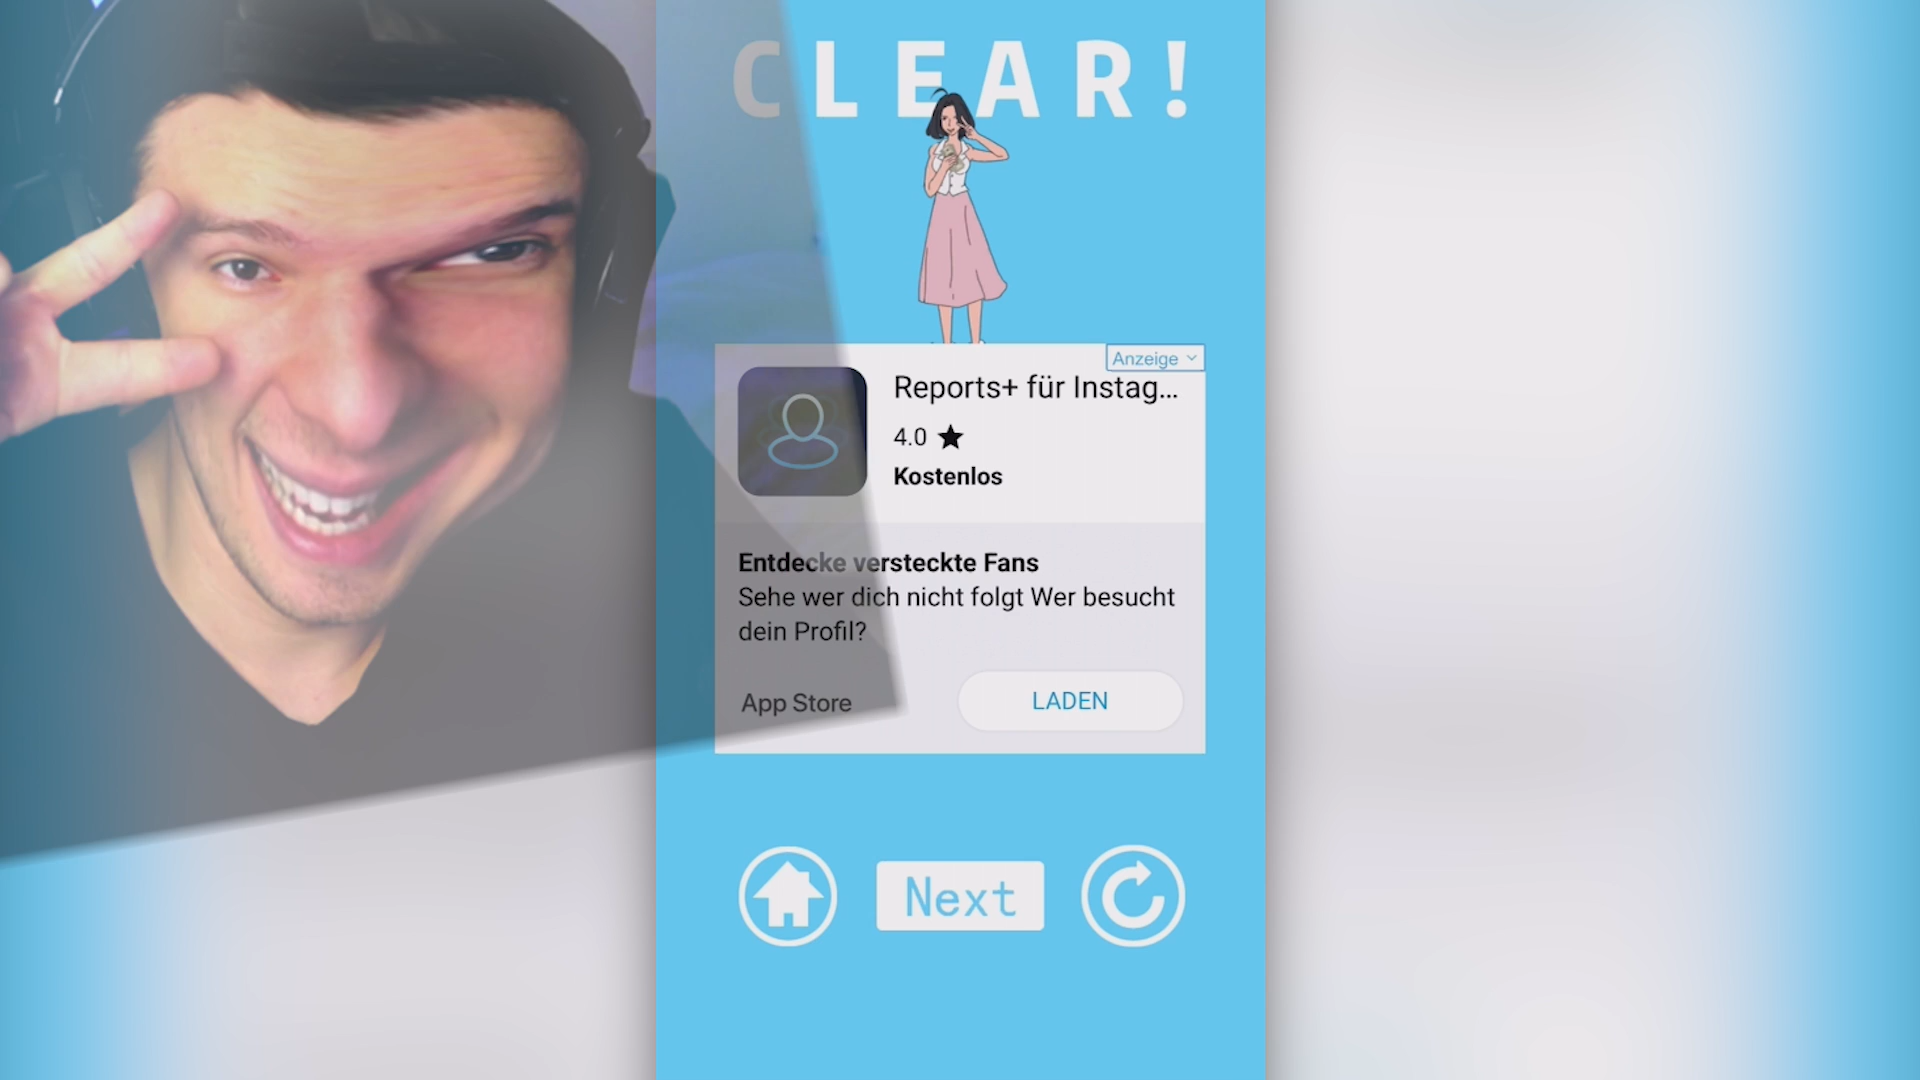 CLEAR!
Anzeige
Reports+ für Instag...
4.0
Kostenlos
Entdecke versteckte Fans
Sehe wer dich nicht folgt Wer besucht
dein Profil?
App Store
LADEN
Next